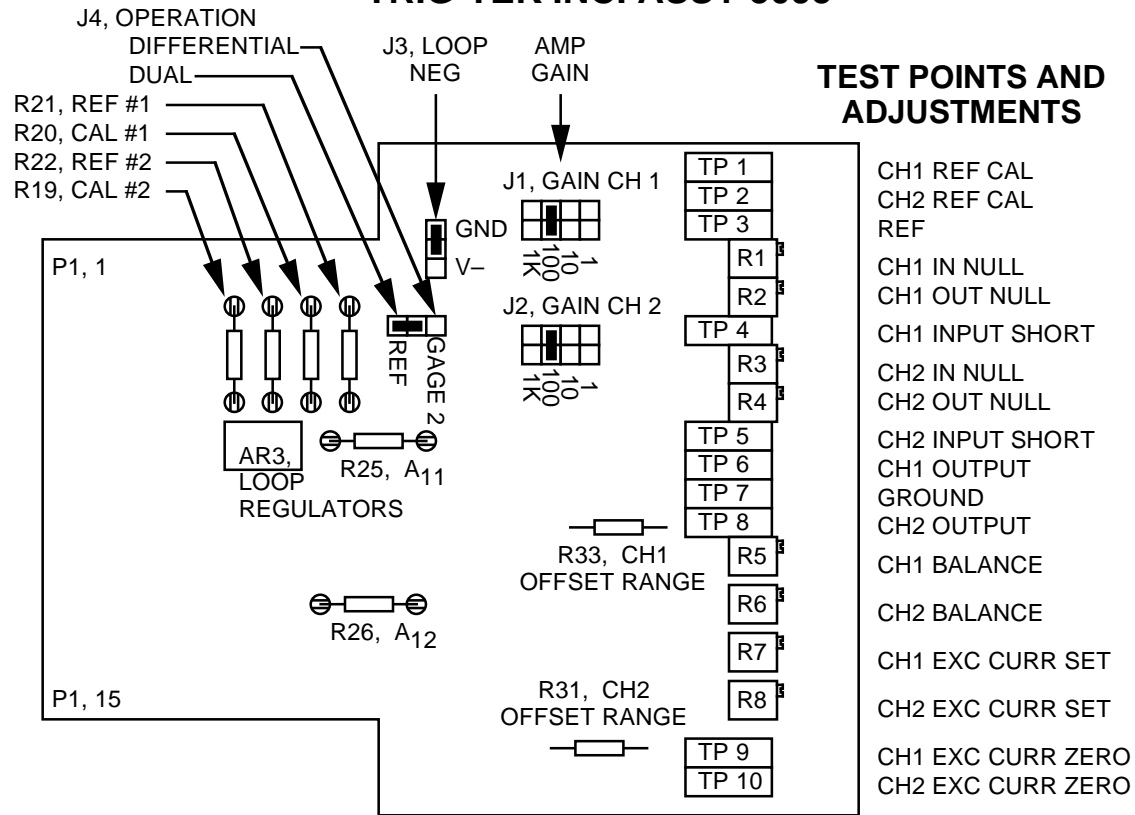 J4, OPERATION
DIFFERENTIAL
DUAL
R21, REF #1
R20, CAL #1
R22, REF #2
R19, CAL #2
J3, LOOP
NEG
AMP
GAIN
TEST POINTS AND
ADJUSTMENTS
P1, 1
GND
V–
J1, GAIN CH 1
1K
100
10
1
J2, GAIN CH 2
1K
100
10
1
REF
GAGE 2
AR3,
LOOP
REGULATORS
R25, A11
R26, A12
P1, 15
R33, CH1
OFFSET RANGE
R31, CH2
OFFSET RANGE
TP 1 CH1 REF CAL
TP 2 CH2 REF CAL
TP 3 REF
R1 CH1 IN NULL
R2 CH1 OUT NULL
TP 4 CH1 INPUT SHORT
R3 CH2 IN NULL
R4 CH2 OUT NULL
TP 5 CH2 INPUT SHORT
TP 6 CH1 OUTPUT
TP 7 GROUND
TP 8 CH2 OUTPUT
R5 CH1 BALANCE
R6 CH2 BALANCE
R7 CH1 EXC CURR SET
R8 CH2 EXC CURR SET
TP 9 CH1 EXC CURR ZERO
TP 10 CH2 EXC CURR ZERO